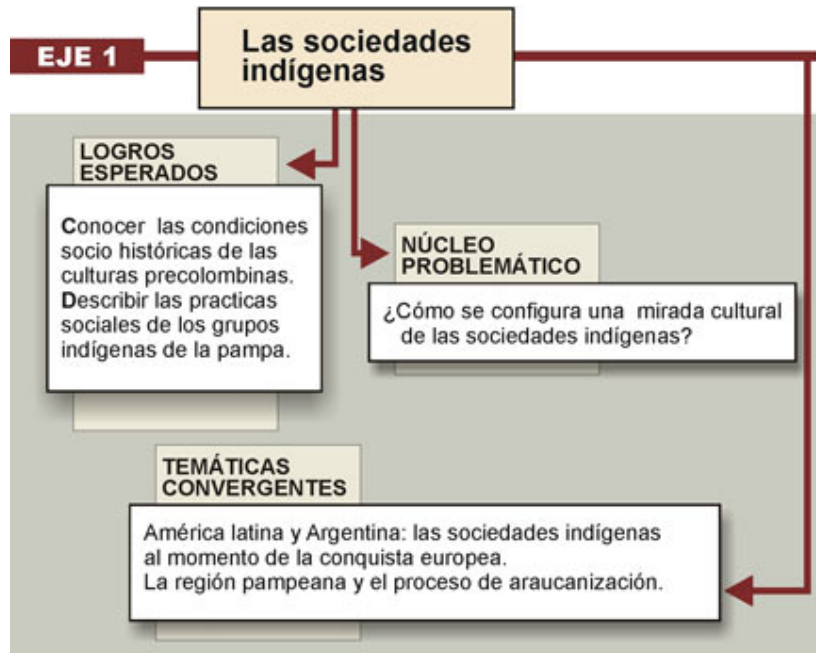 EJE 1
Las sociedades
indígenas
LOGROS
ESPERADOS
Conocer las condiciones
socio históricas de las
culturas precolombinas.
Describir las practicas
sociales de los grupos
indígenas de la pampa.
NÚCLEO
PROBLEMÁTICO
¿Cómo se configura una mirada cultural
de las sociedades indígenas?
TEMÁTICAS
CONVERGENTES
América latina y Argentina: las sociedades indígenas
al momento de la conquista europea.
La región pampeana y el proceso de araucanización.